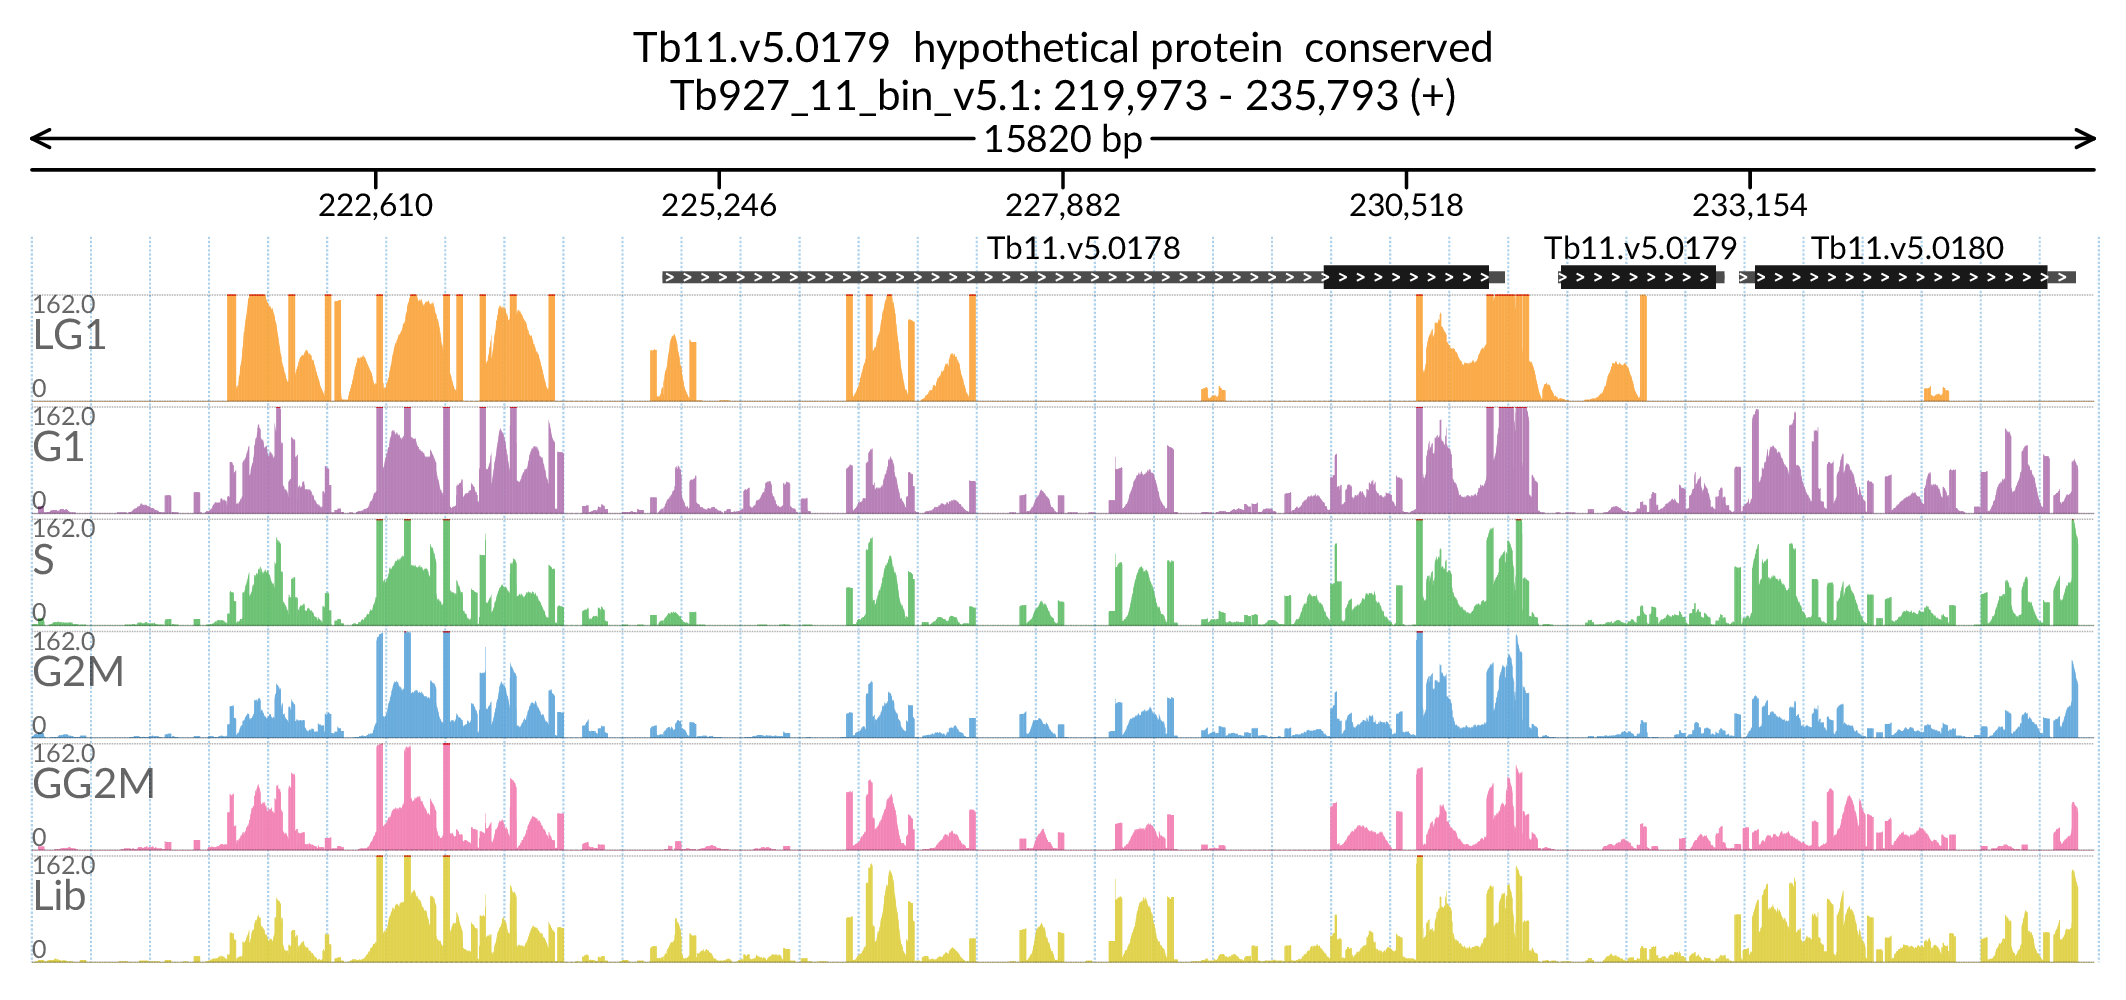 Tb11.v5.0179 hypothetical protein conserved
Tb927_11_bin_v5.1: 219,973 - 235,793 (+)
15820 bp
222,610 225,246 227,882 230,518 233,154
Tb11.v5.0178 Tb11.v5.0179 Tb11.v5.0180
162.0
LG1
0
162.0
G1
0
162.0
S
0
162.0
G2M
0
162.0
GG2M
0
162.0
Lib
0